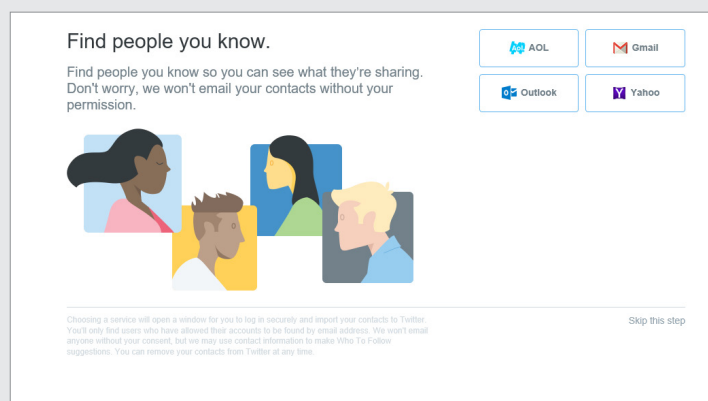 Find people you know.
Find people you know so you can see what they're sharing.
Don't worry, we won't email your contacts without your
permission.
Aol AOL
Gmail
Outlook
Yahoo
Choosing a service will open a window for you to log in securely and import your contacts to Twitter.
You'll only find users who have allowed their accounts to be found by email address. We won't email
anyone without your consent, but we may use contact information to make Who To Follow
suggestions. You can remove your contacts from Twitter at any time.
Skip this step